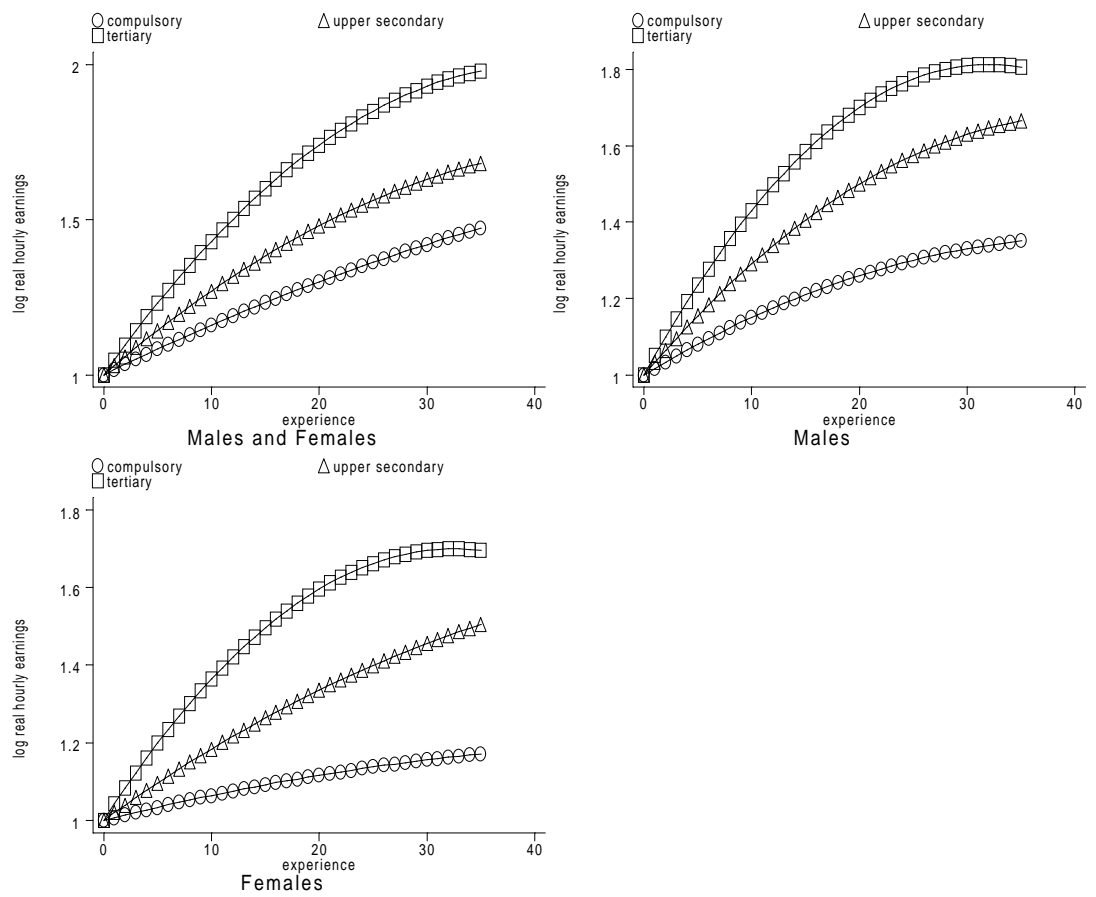 compulsory upper secondary
tertiary
log real hourly earnings
2
1.5
1
0 10 20 30 40
experience
Males and Females
compulsory upper secondary
tertiary
log real hourly earnings
1.8
1.6
1.4
1.2
1
0 10 20 30 40
experience
Males
compulsory upper secondary
tertiary
log real hourly earnings
1.8
1.6
1.4
1.2
1
0 10 20 30 40
experience
Females